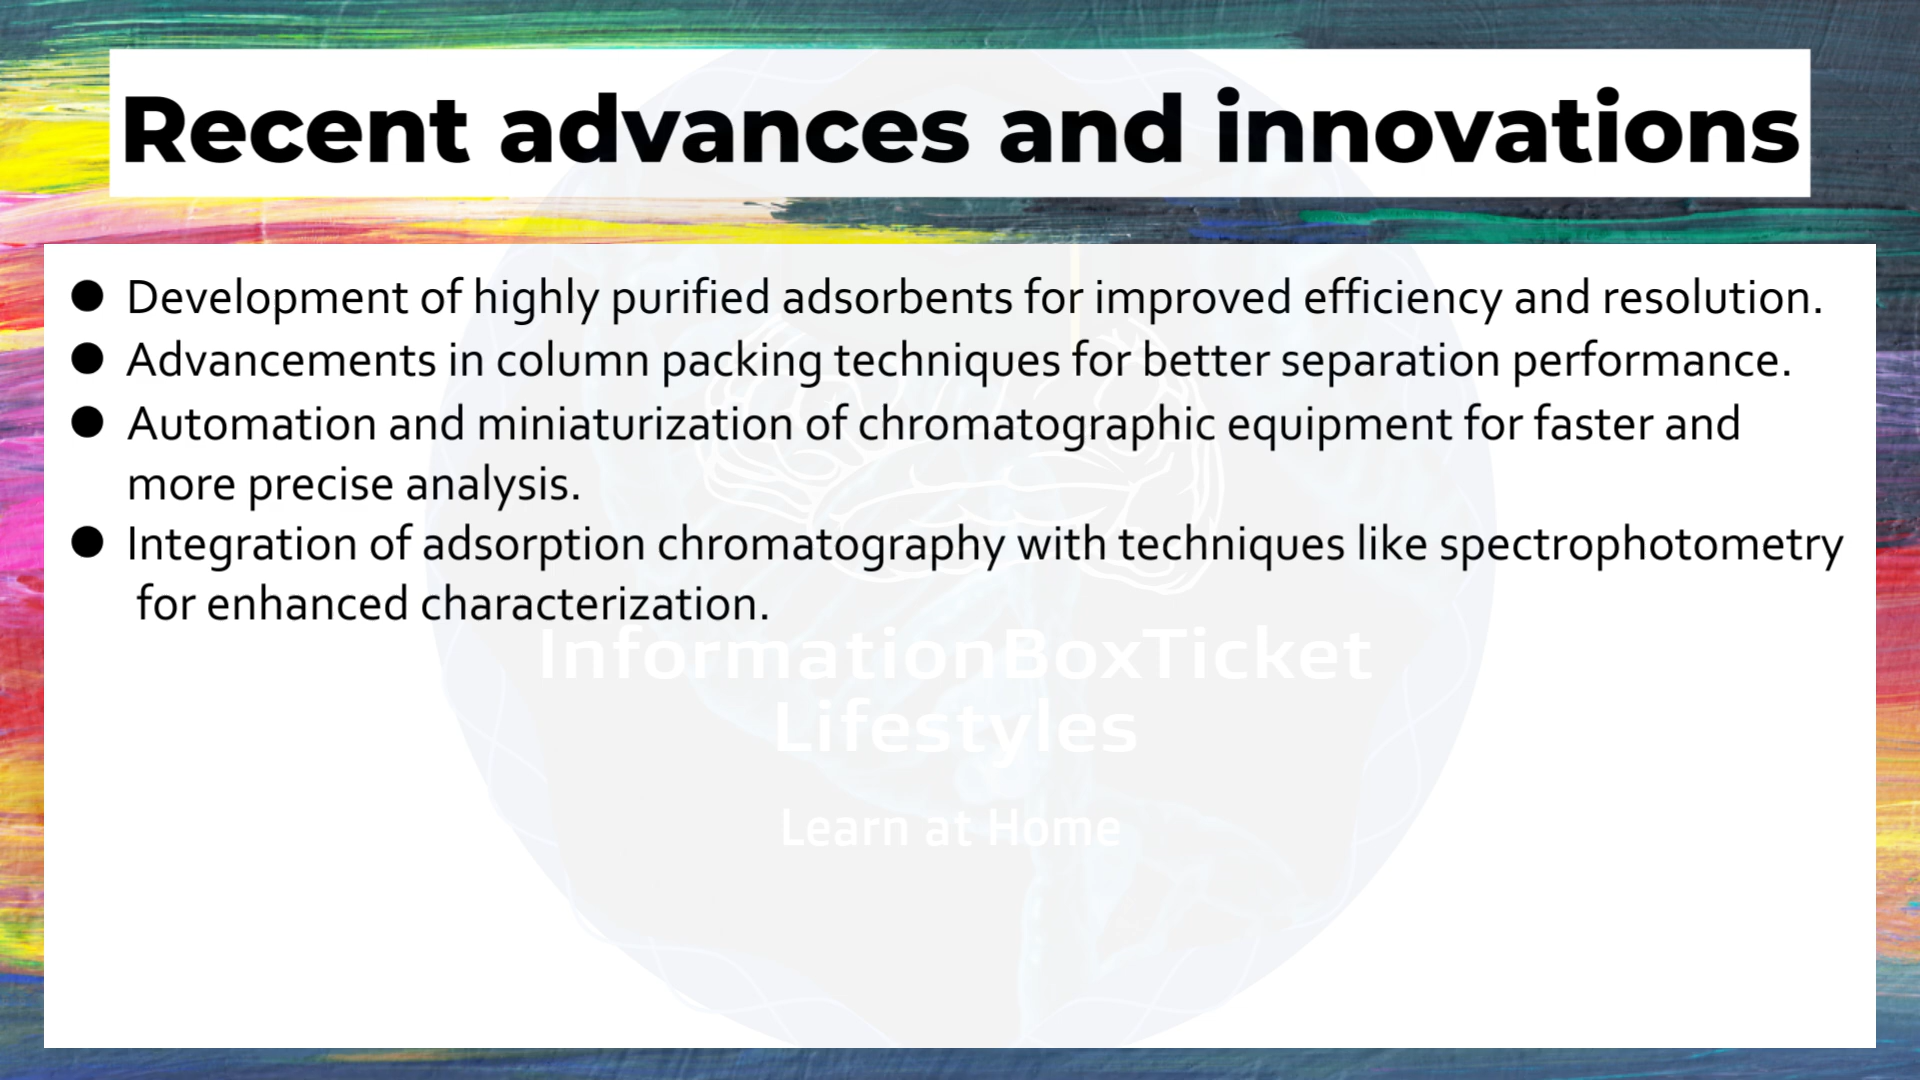 Recent advances and innovations
● Development of highly purified adsorbents for improved efficiency and resolution.
● Advancements in column packing techniques for better separation performance.
● Automation and miniaturization of chromatographic equipment for faster and
more precise analysis.
● Integration of adsorption chromatography with techniques like spectrophotometry
for enhanced characterization.
InformationBoxTicket
Lifestyles
Learn at Home